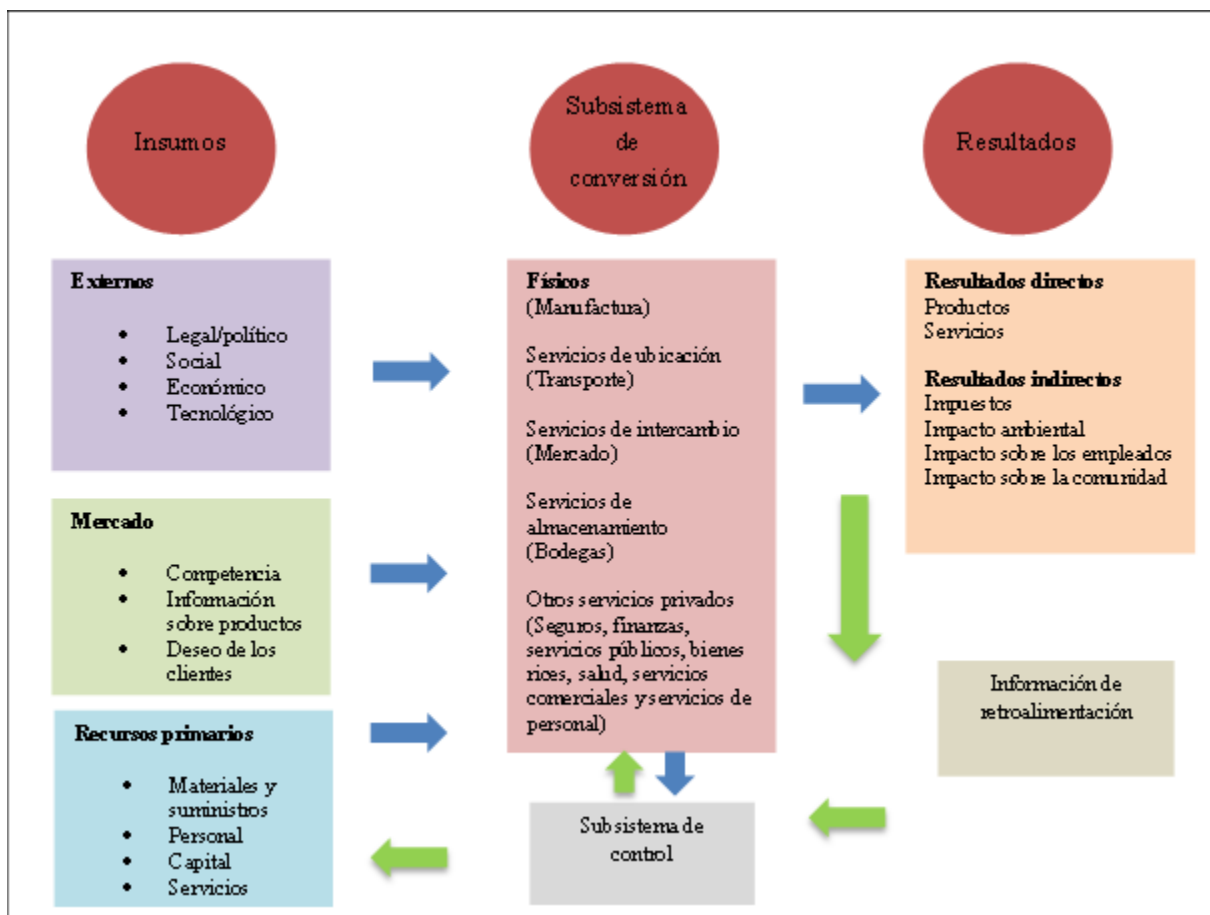 Insumos
Subsistema
de
conversión
Resultados
Externos
• Legal/político
• Social
• Económico
• Tecnológico
Mercado
• Competencia
• Información
sobre productos
• Deseo de los
clientes
Recursos primarios
• Materiales y
suministros
• Personal
• Capital
• Servicios
Físicos
(Manufactura)
Servicios de ubicación
(Transporte)
Servicios de intercambio
(Mercado)
Servicios de
almacenamiento
(Bodegas)
Otros servicios privados
(Seguros, finanzas,
servicios públicos, bienes
rices, salud, servicios
comerciales y servicios de
personal)
Subsistema de
control
Resultados directos
Productos
Servicios
Resultados indirectos
Impuestos
Impacto ambiental
Impacto sobre los empleados
Impacto sobre la comunidad
Información de
retroalimentación